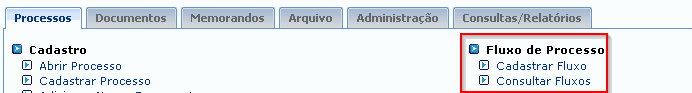 Processos Documentos Memorandos Arquivo Administração Consultas/Relatórios
Cadastro
Abrir Processo
Cadastrar Processo
Fluxo de Processo
Cadastrar Fluxo
Consultar Fluxos